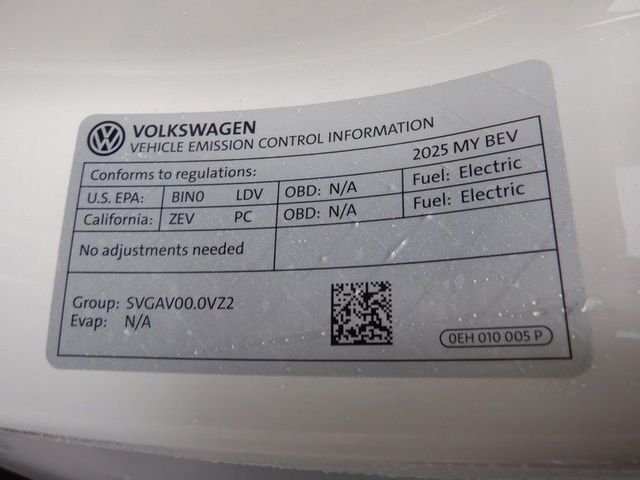 VOLKSWAGEN
VEHICLE EMISSION CONTROL INFORMATION
Conforms to regulations: 2025 MY BEV
U.S. EPA: BIN0 LDV OBD: N/A Fuel: Electric
California: ZEV PC OBD: N/A Fuel: Electric
No adjustments needed
Group: SVGAV00.0VZ2
Evap: N/A
0EH 010 005 P